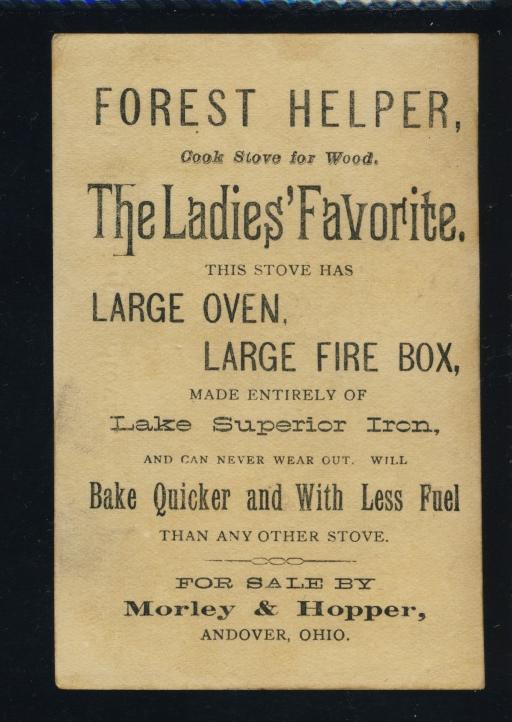 FOREST HELPER,
Cook Stove for Wood.
The Ladies' Favorite.
THIS STOVE HAS
LARGE OVEN,
LARGE FIRE BOX,
MADE ENTIRELY OF
Lake Superior Iron,
AND CAN NEVER WEAR OUT. WILL
Bake Quicker and With Less Fuel
THAN ANY OTHER STOVE.
FOR SALE BY
Morley & Hopper,
ANDOVER, OHIO.